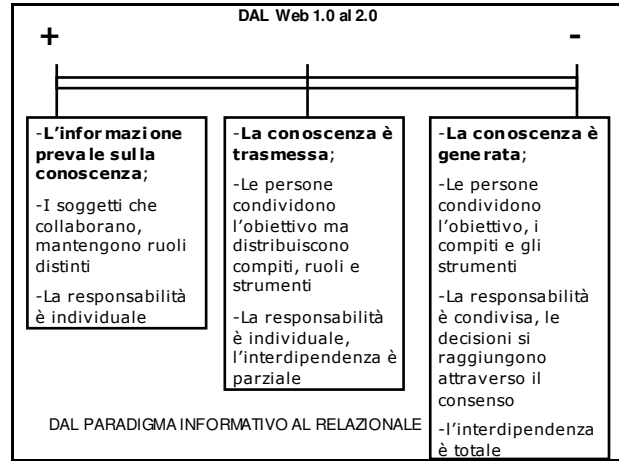 DAL Web 1.0 al 2.0
+ -
-L'informazione
prevale sulla
conoscenza;
-I soggetti che
collaborano,
mantengono ruoli
distinti
-La responsabilità
è individuale
-La conoscenza è
trasmessa;
-Le persone
condividono
l'obiettivo ma
distribuiscono
compiti, ruoli e
strumenti
-La responsabilità
è individuale,
l'interdipendenza è
parziale
-La conoscenza è
generata;
-Le persone
condividono
l'obiettivo, i
compiti e gli
strumenti
-La responsabilità
è condivisa, le
decisioni si
raggiungono
attraverso il
consenso
-l'interdipendenza
è totale
DAL PARADIGMA INFORMATIVO AL RELAZIONALE